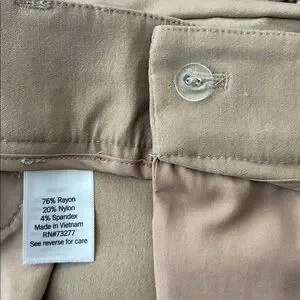 76% Rayon
20% Nylon
4% Spandex
Made in Vietnam
RN#73277
See reverse for care